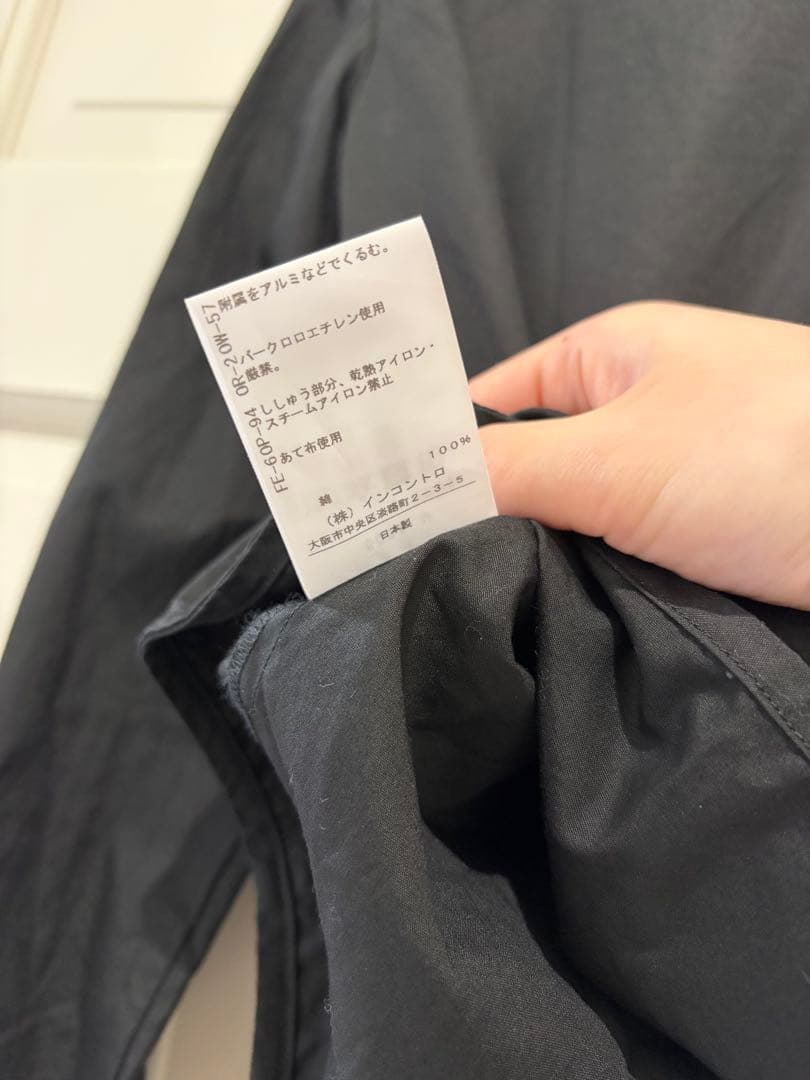 附属をアルミなどでくるむ。
パークロロエチレン使用
厳禁。
ししゅう部分、乾熱アイロン・
スチームアイロン禁止
あて布使用
綿 100%
(株)インコントロ
大阪市中央区淡路町2-3-5
日本製
FE-60P-94 0R-20W-57